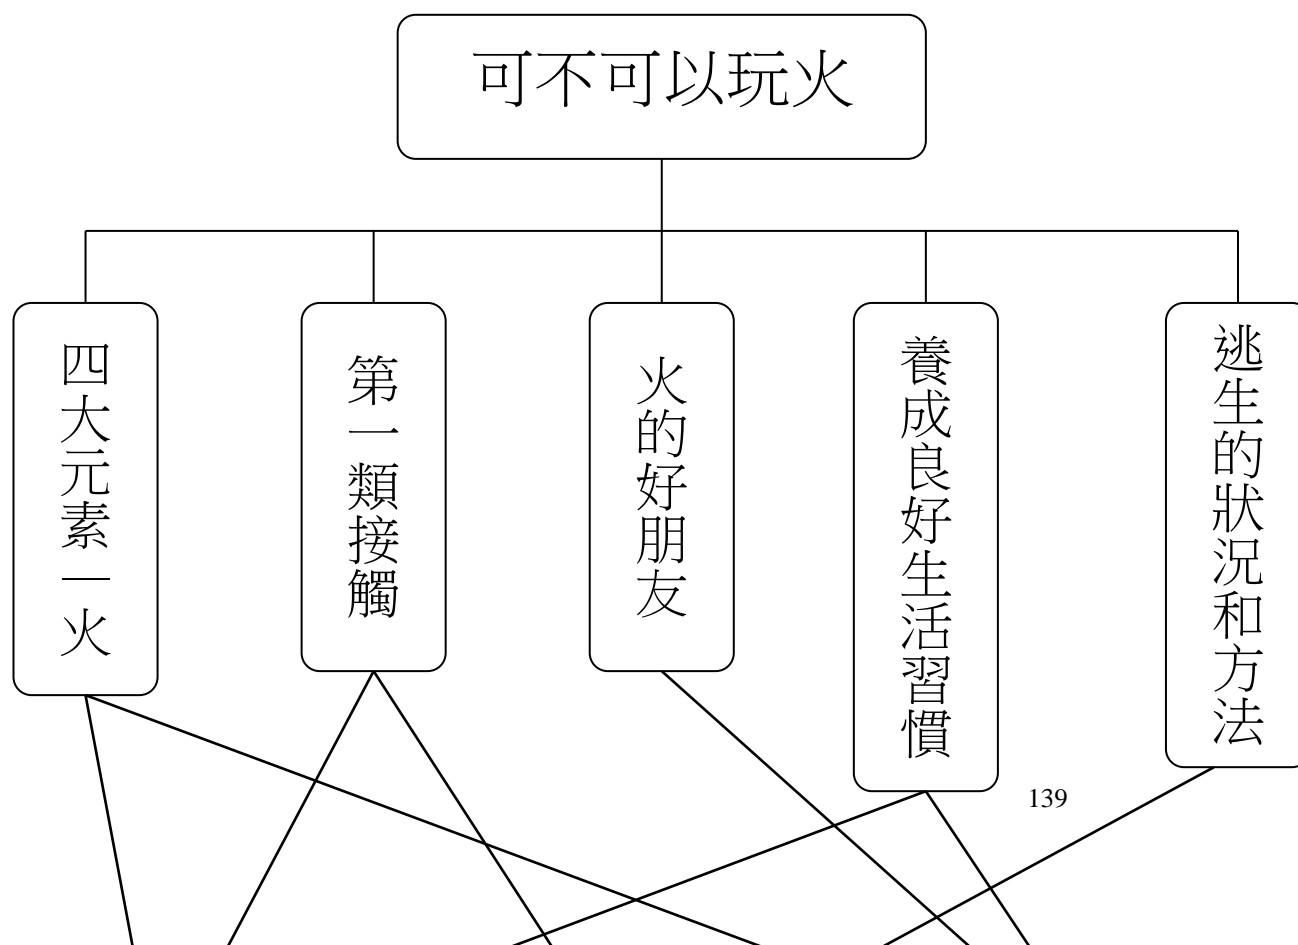 可不可以玩火
四大元素—火
第一類接觸
火的好朋友
養成良好生活習慣
逃生的狀況和方法
139